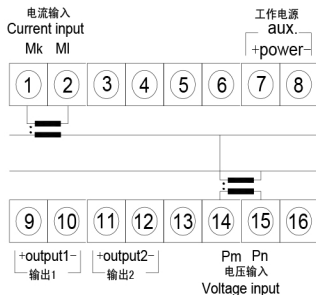 电流输入
Current input
Mk Ml
工作电源
aux.
+power-
1 2 3 4 5 6 7 8
9 10 11 12 13 14 15 16
+output1-
输出1
+output2-
输出2
Pm Pn
电压输入
Voltage input